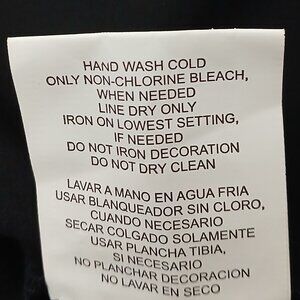 HAND WASH COLD
ONLY NON-CHLORINE BLEACH,
WHEN NEEDED
LINE DRY ONLY
IRON ON LOWEST SETTING,
IF NEEDED
DO NOT IRON DECORATION
DO NOT DRY CLEAN
LAVAR A MANO EN AGUA FRIA
USAR BLANQUEADOR SIN CLORO,
CUANDO NECESARIO
SECAR COLGADO SOLAMENTE
USAR PLANCHA TIBIA,
SI NECESARIO
NO PLANCHAR DECORACION
NO LAVAR EN SECO